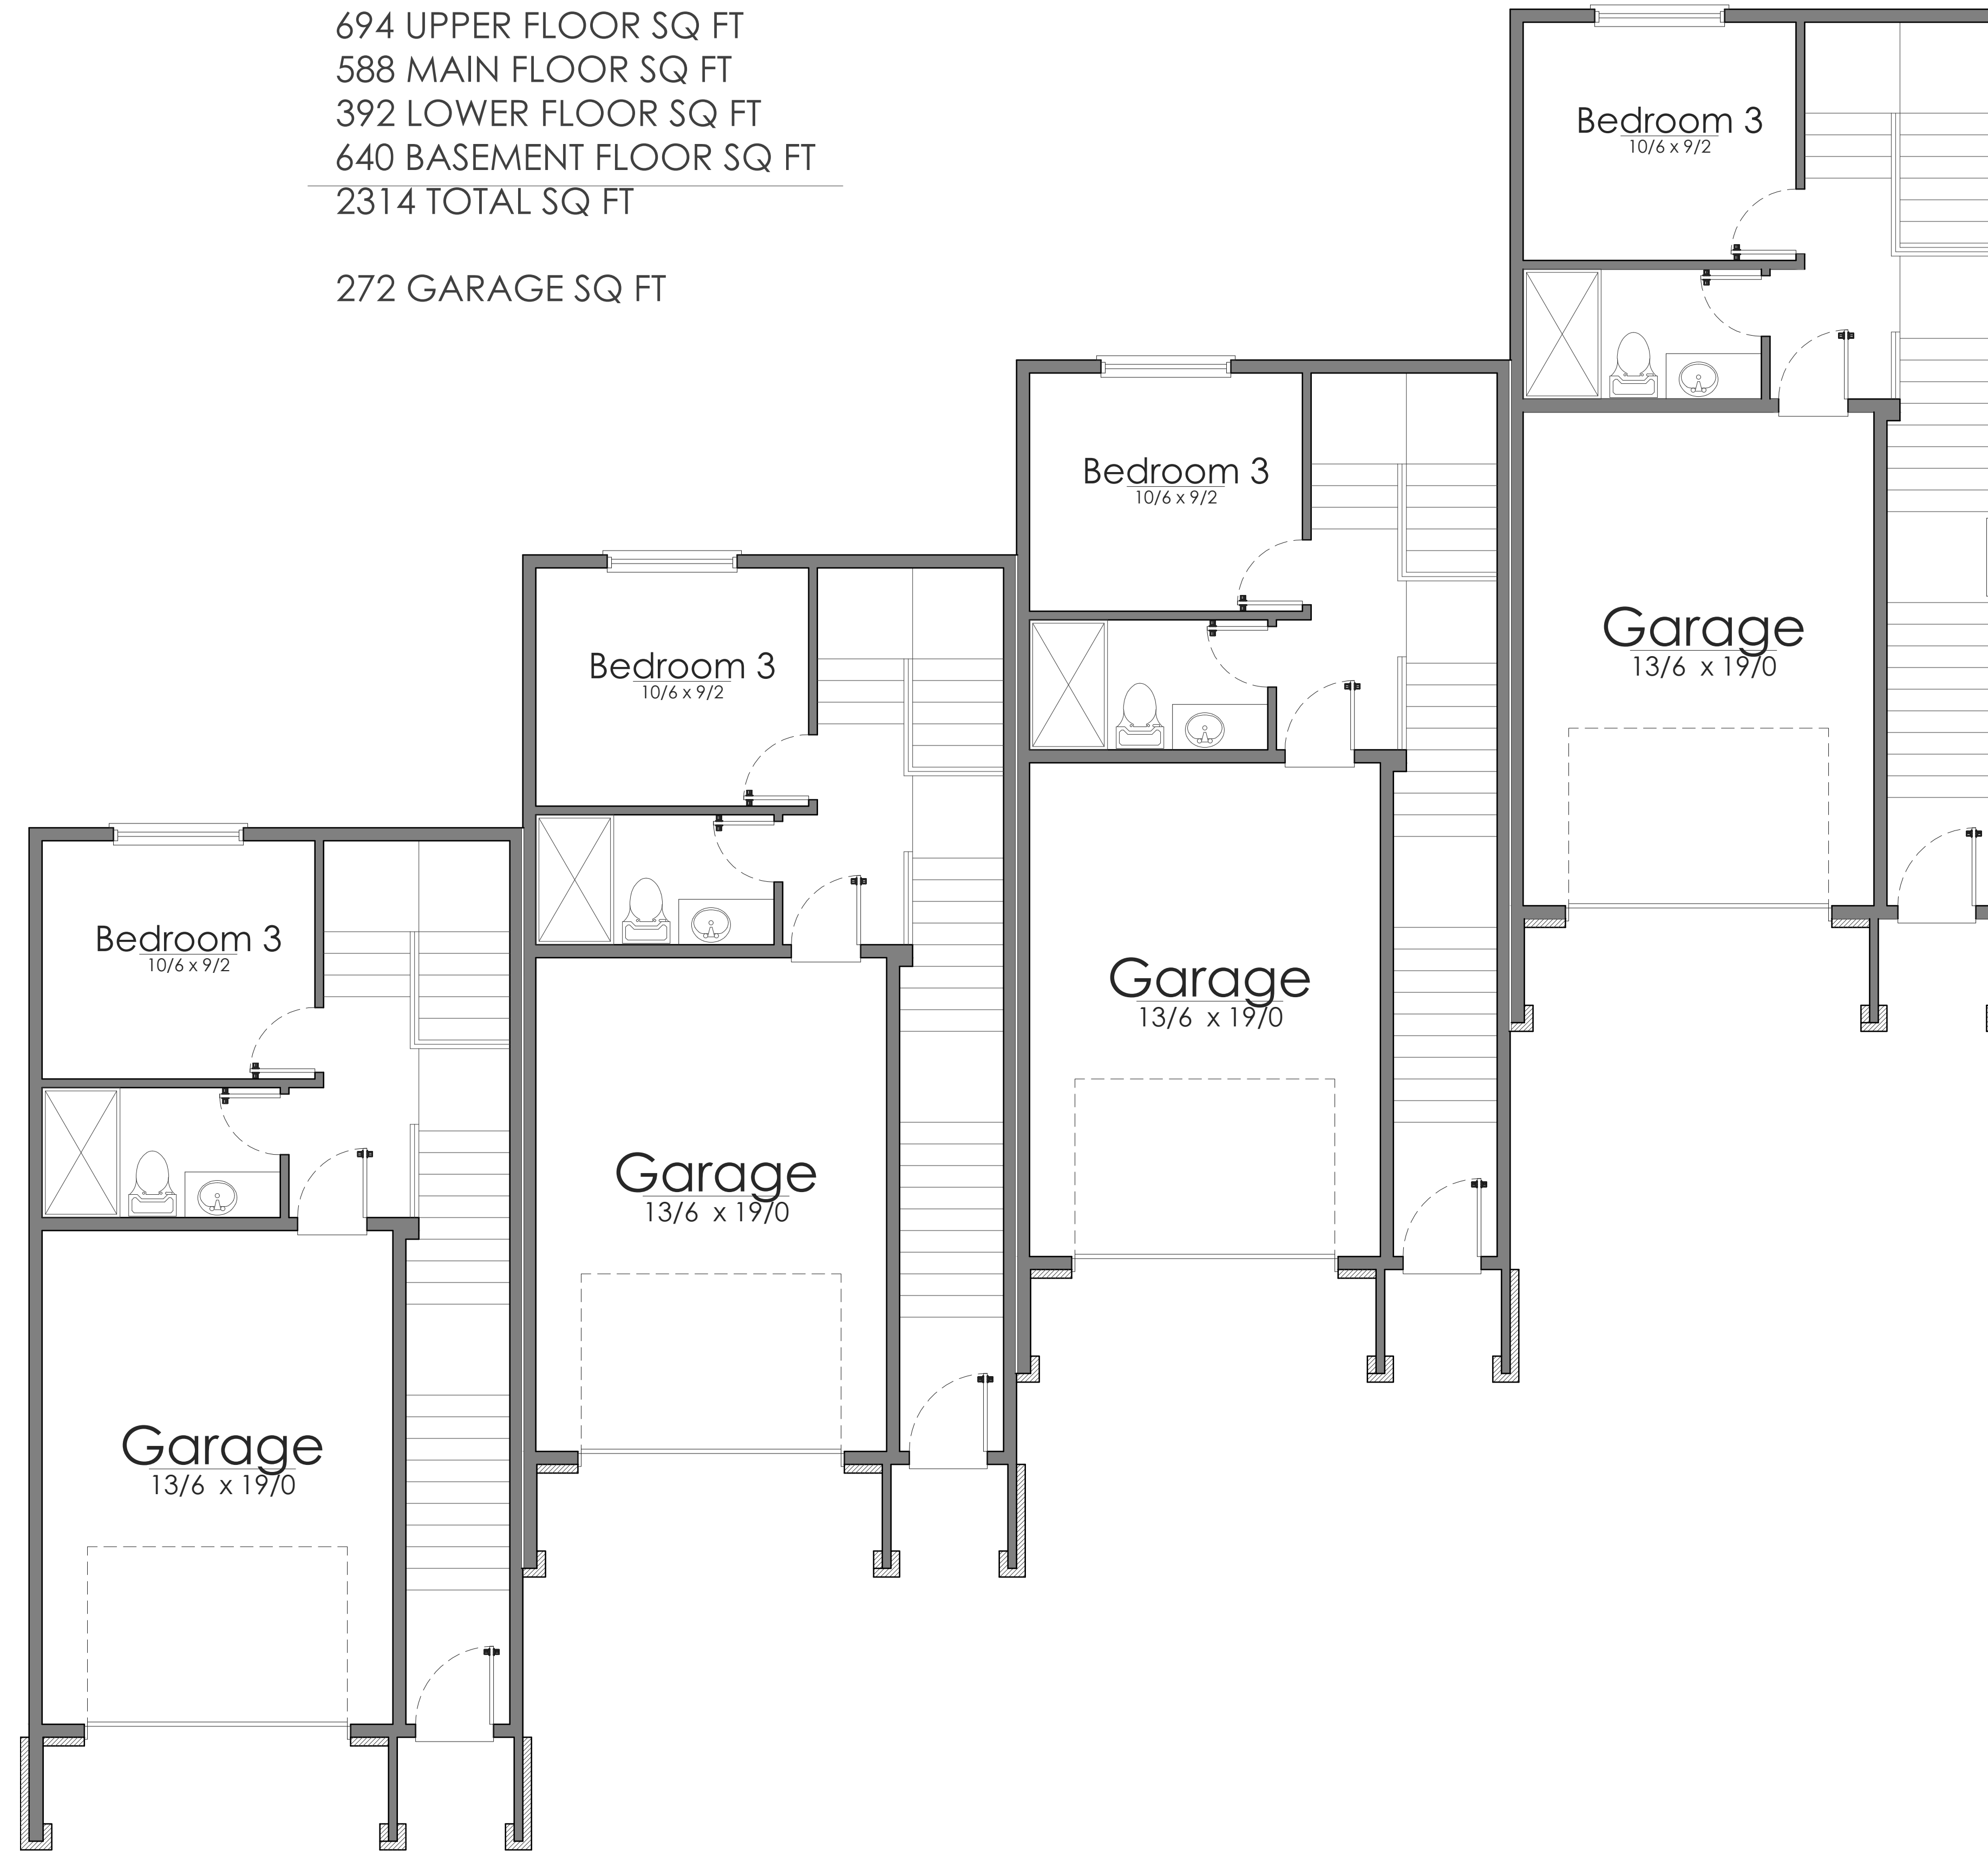 694 UPPER FLOOR SQ FT
588 MAIN FLOOR SQ FT
392 LOWER FLOOR SQ FT
640 BASEMENT FLOOR SQ FT
2314 TOTAL SQ FT
272 GARAGE SQ FT
Bedroom 3
10/6 x 9/2
Garage
13/6 x 19/0
Bedroom 3
10/6 x 9/2
Garage
13/6 x 19/0
Bedroom 3
10/6 x 9/2
Garage
13/6 x 19/0
Bedroom 3
10/6 x 9/2
Garage
13/6 x 19/0